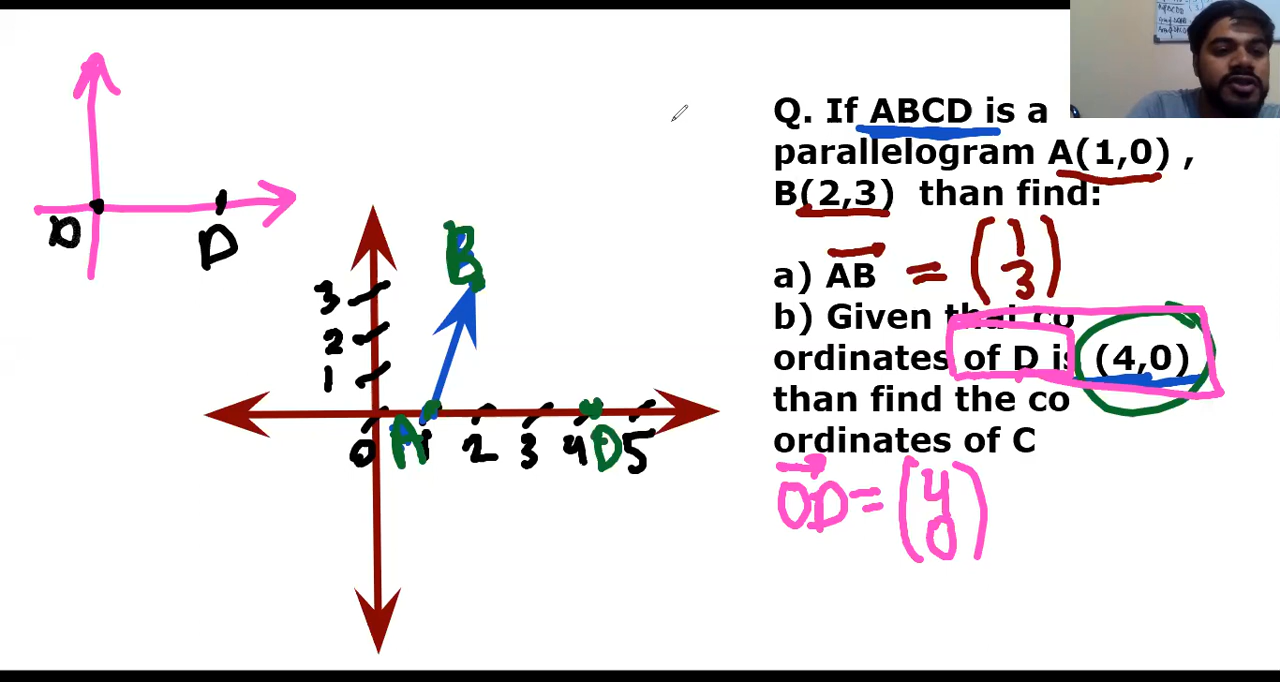 Q. If ABCD is a
parallelogram A(1,0) ,
B(2,3) than find:
a) AB = (1 3)
b) Given that co
ordinates of D is (4,0)
than find the co
ordinates of C
OD = (4 0)
O D
B
3
2
1
0 A 1 2 3 4 D 5